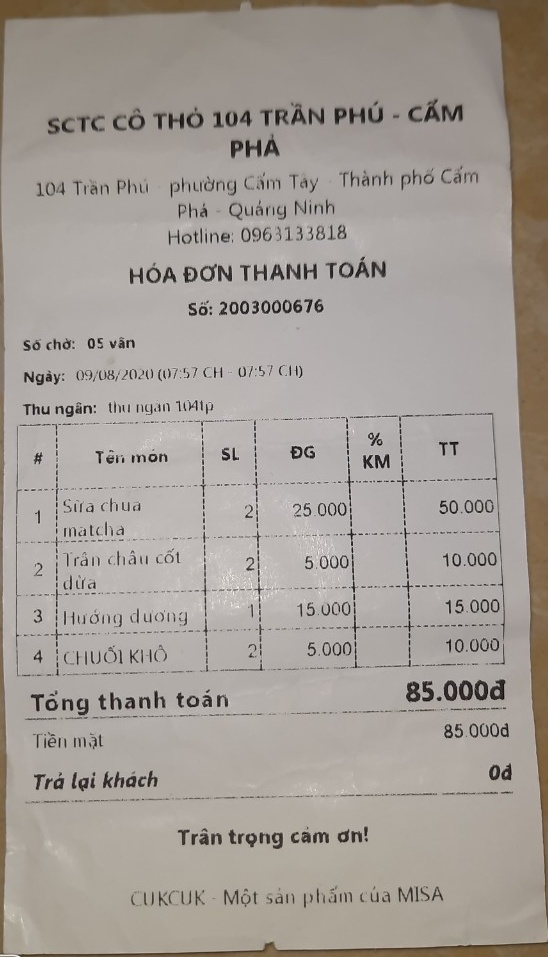 SCTC CÔ THỎ 104 TRẦN PHÚ - CẨM
PHẢ
104 Trần Phú - phường Cẩm Tây - Thành phố Cẩm
Phả - Quảng Ninh
Hotline: 0963133818
HÓA ĐƠN THANH TOÁN
Số: 2003000676
Số chờ: 05 vân
Ngày: 09/08/2020 (07:57 CH - 07:57 CH)
Thu ngân: thu ngân 104tp
# Tên món SL ĐG % KM TT
1 Sữa chua matcha 2 25.000 50.000
2 Trân châu cốt dừa 2 5.000 10.000
3 Hướng dương 1 15.000 15.000
4 CHUỐI KHÔ 2 5.000 10.000
Tổng thanh toán 85.000đ
Tiền mặt 85.000đ
Trả lại khách 0đ
Trân trọng cảm ơn!
CUKCUK - Một sản phẩm của MISA